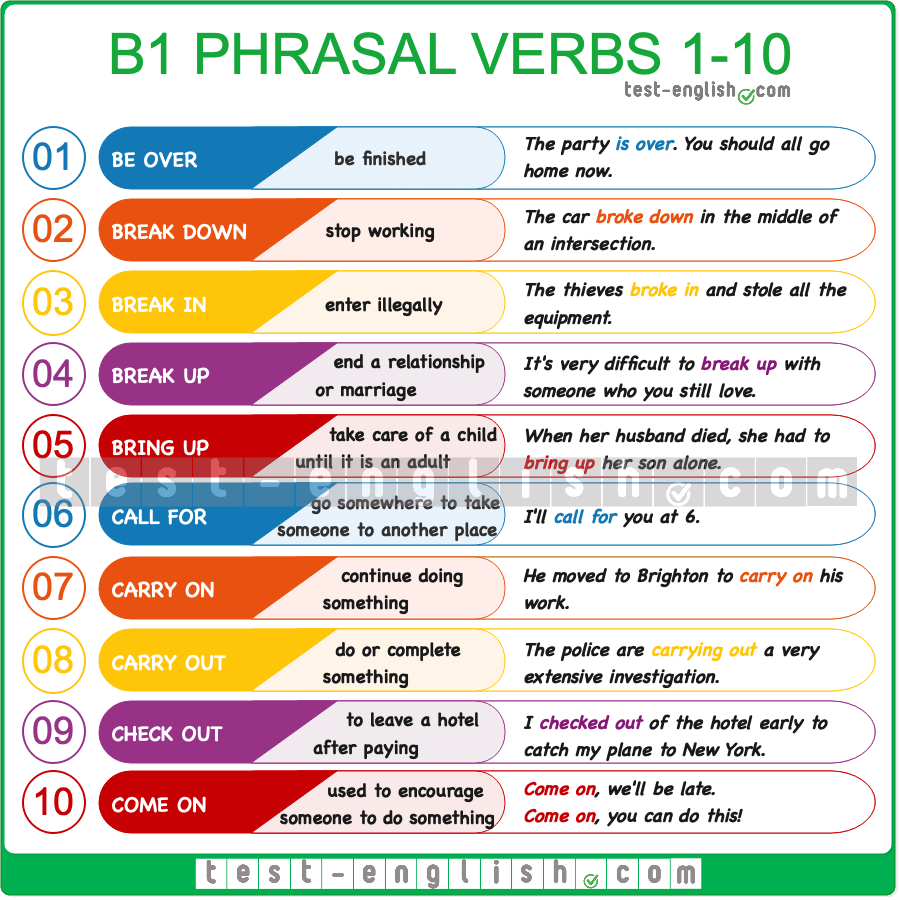 B1 PHRASAL VERBS 1-10
test-english.com
01
BE OVER
be finished
The party is over. You should all go
home now.
02
BREAK DOWN
stop working
The car broke down in the middle of
an intersection.
03
BREAK IN
enter illegally
The thieves broke in and stole all the
equipment.
04
BREAK UP
end a relationship
or marriage
It's very difficult to break up with
someone who you still love.
05
BRING UP
take care of a child
until it is an adult
When her husband died, she had to
bring up her son alone.
test-english.com
06
CALL FOR
go somewhere to take
someone to another place
I'll call for you at 6.
07
CARRY ON
continue doing
something
He moved to Brighton to carry on his
work.
08
CARRY OUT
do or complete
something
The police are carrying out a very
extensive investigation.
09
CHECK OUT
to leave a hotel
after paying
I checked out of the hotel early to
catch my plane to New York.
10
COME ON
used to encourage
someone to do something
Come on, we'll be late.
Come on, you can do this!
test-english.com